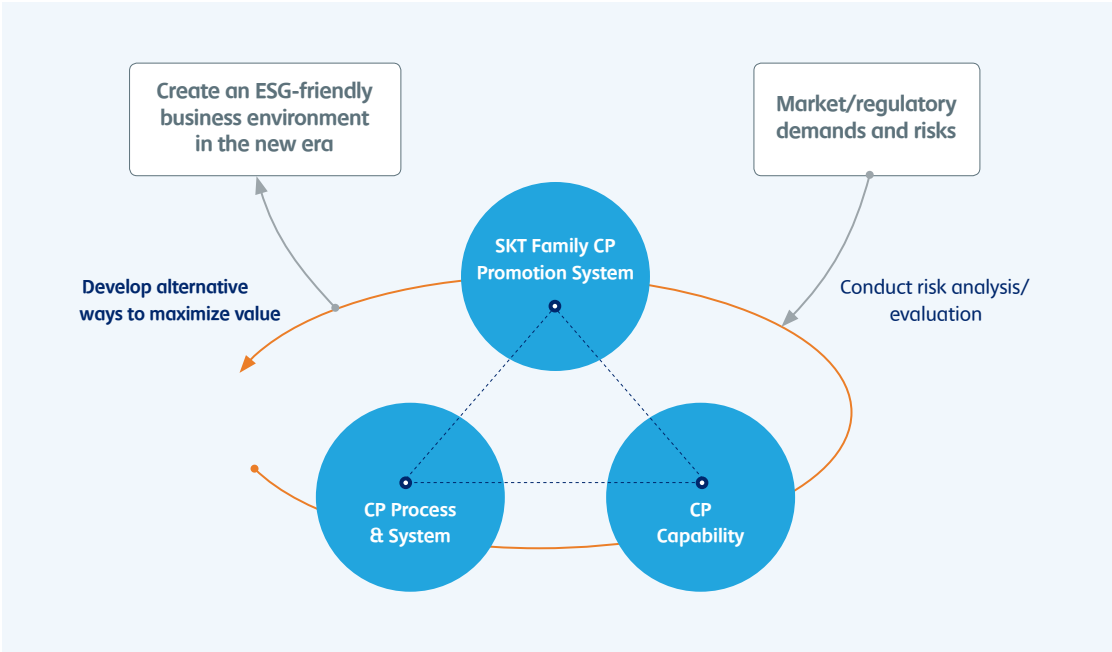 Create an ESG-friendly
business environment
in the new era
Market/regulatory
demands and risks
SKT Family CP
Promotion System
Develop alternative
ways to maximize value
Conduct risk analysis/
evaluation
CP Process
& System
CP
Capability